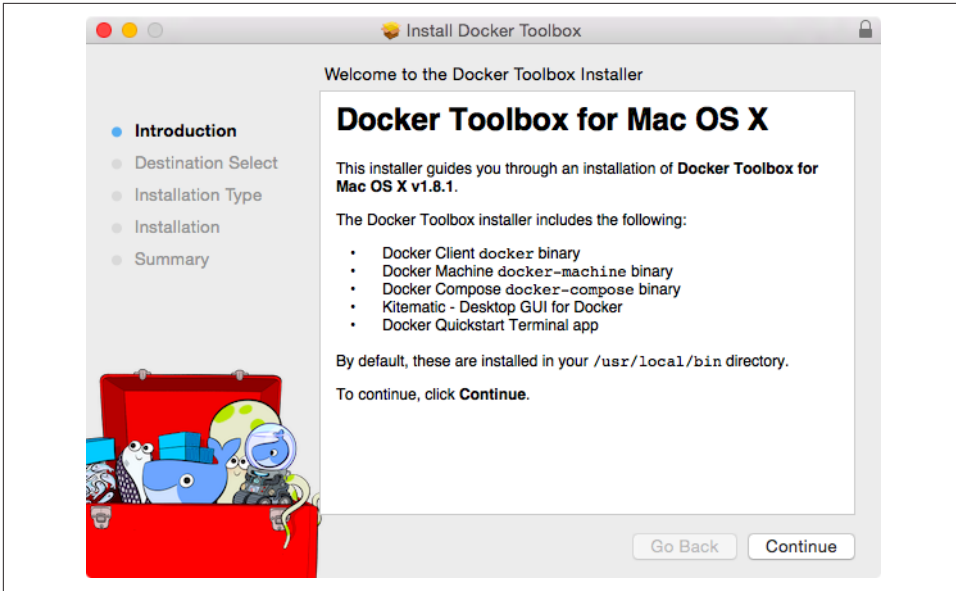 Install Docker Toolbox
Welcome to the Docker Toolbox Installer
Introduction
Destination Select
Installation Type
Installation
Summary
Docker Toolbox for Mac OS X
This installer guides you through an installation of Docker Toolbox for
Mac OS X v1.8.1.
The Docker Toolbox installer includes the following:
• Docker Client docker binary
• Docker Machine docker-machine binary
• Docker Compose docker-compose binary
• Kitematic - Desktop GUI for Docker
• Docker Quickstart Terminal app
By default, these are installed in your /usr/local/bin directory.
To continue, click Continue.
Go Back
Continue